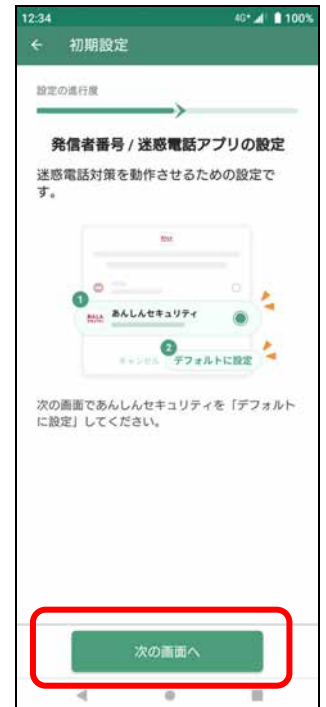 12:34 4G+ 100%
← 初期設定
設定の進行度
発信者番号 / 迷惑電話アプリの設定
迷惑電話対策を動作させるための設定で
す。
1
あんしんセキュリティ
2
キャンセル デフォルトに設定
次の画面であんしんセキュリティを「デフォルト
に設定」してください。
次の画面へ